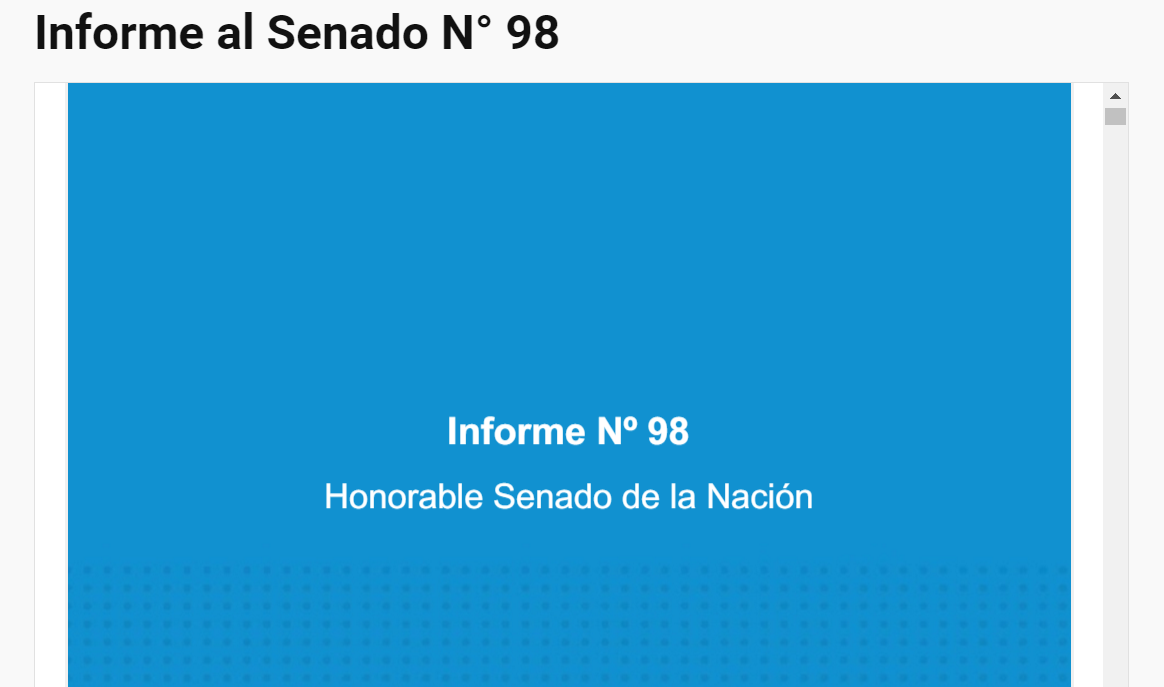 Informe al Senado N° 98
Informe Nº 98
Honorable Senado de la Nación